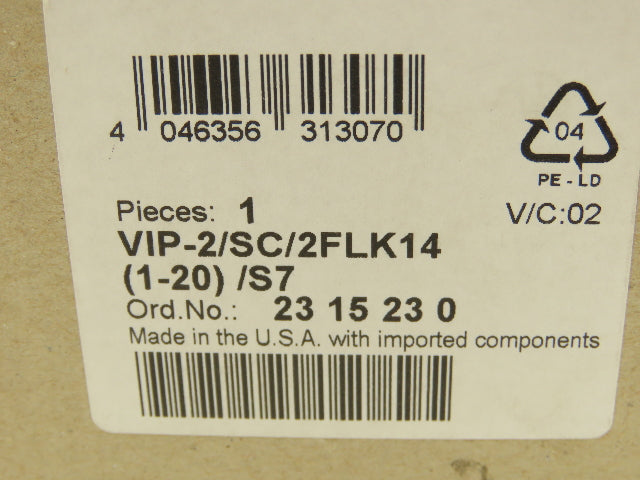 4 046356 313070
04
PE-LD
Pieces: 1
V/C:02
VIP-2/SC/2FLK14
(1-20) /S7
Ord.No.: 23 15 23 0
Made in the U.S.A. with imported components